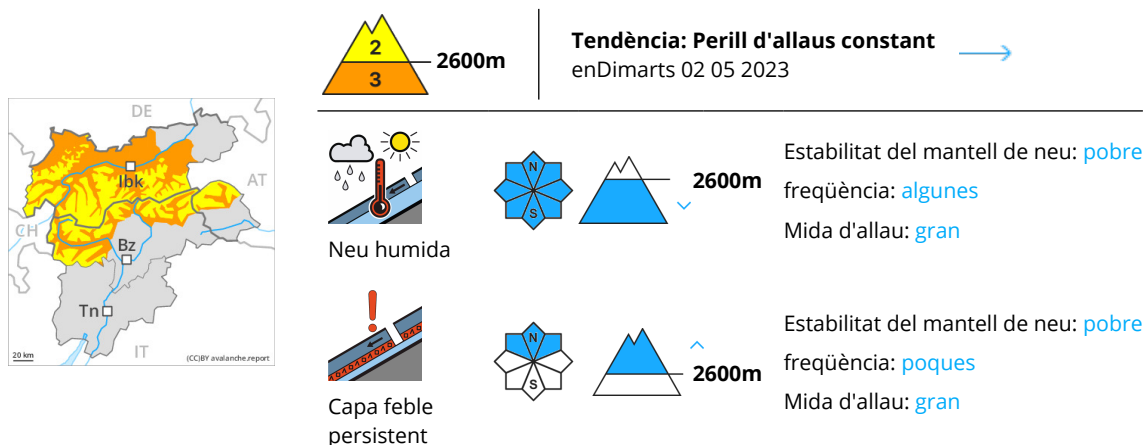 2
3
2600m
Tendència: Perill d'allaus constant
enDimarts 02 05 2023
DE
Ibk
AT
CH
Bz
Tn
IT
20 km
(CC)BY avalanche.report
Neu humida
N
S
2600m
Estabilitat del mantell de neu: pobre
freqüència: algunes
Mida d'allau: gran
Capa feble
persistent
N
S
2600m
Estabilitat del mantell de neu: pobre
freqüència: poques
Mida d'allau: gran